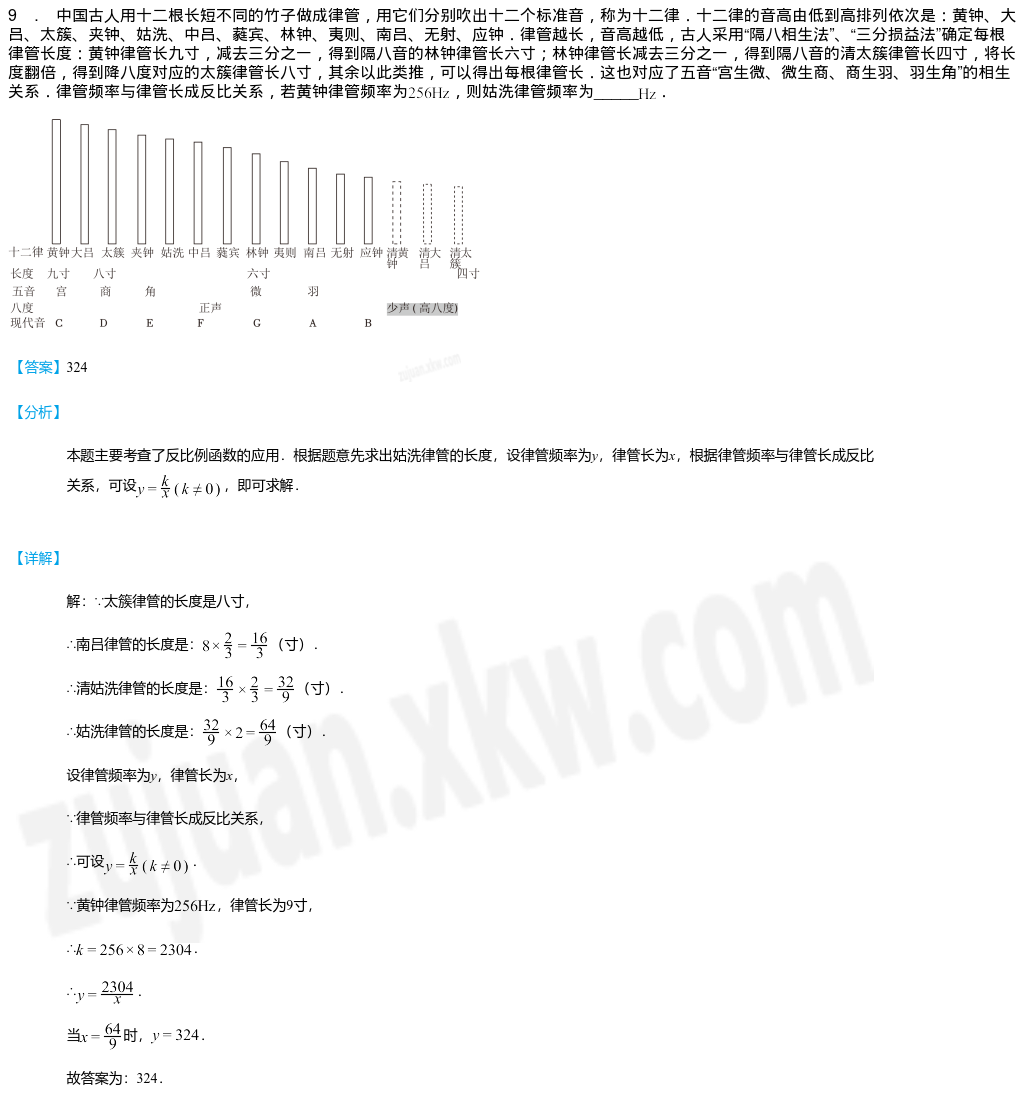 9 ． 中国古人用十二根长短不同的竹子做成律管，用它们分别吹出十二个标准音，称为十二律．十二律的音高由低到高排列依次是：黄钟、大
吕、太簇、夹钟、姑洗、中吕、蕤宾、林钟、夷则、南吕、无射、应钟．律管越长，音高越低，古人采用“隔八相生法”、“三分损益法”确定每根
律管长度：黄钟律管长九寸，减去三分之一，得到隔八音的林钟律管长六寸；林钟律管长减去三分之一，得到隔八音的清太簇律管长四寸，将长
度翻倍，得到降八度对应的太簇律管长八寸，其余以此类推，可以得出每根律管长．这也对应了五音“宫生微、微生商、商生羽、羽生角”的相生
关系．律管频率与律管长成反比关系，若黄钟律管频率为256Hz，则姑洗律管频率为______Hz．
十二律 黄钟 大吕 太簇 夹钟 姑洗 中吕 蕤宾 林钟 夷则 南吕 无射 应钟 清黄钟 清大吕 清太簇
长度 九寸 八寸 六寸 四寸
五音 宫 商 角 微 羽
八度 正声 少声 ( 高八度)
现代音 C D E F G A B
zujuan.xkw.com
【答案】324
【分析】
本题主要考查了反比例函数的应用．根据题意先求出姑洗律管的长度，设律管频率为y，律管长为x，根据律管频率与律管长成反比
关系，可设y = k/x ( k ≠ 0 )，即可求解．
【详解】
解：∵太簇律管的长度是八寸，
∴南吕律管的长度是：8 × 2/3 = 16/3（寸）．
∴清姑洗律管的长度是：16/3 × 2/3 = 32/9（寸）．
∴姑洗律管的长度是：32/9 × 2 = 64/9（寸）．
设律管频率为y，律管长为x，
∵律管频率与律管长成反比关系，
∴可设y = k/x ( k ≠ 0 )．
∵黄钟律管频率为256Hz，律管长为9寸，
∴k = 256 × 8 = 2304．
∴y = 2304/x．
当x = 64/9时，y = 324．
故答案为：324．
zujuan.xkw.com